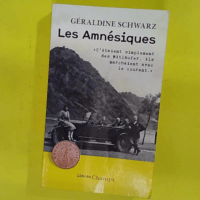 GÉRALDINE SCHWARZ
Les Amnésiques
«C'étaient simplement
des Mitläufer, ils
marchaient avec
le courant.»